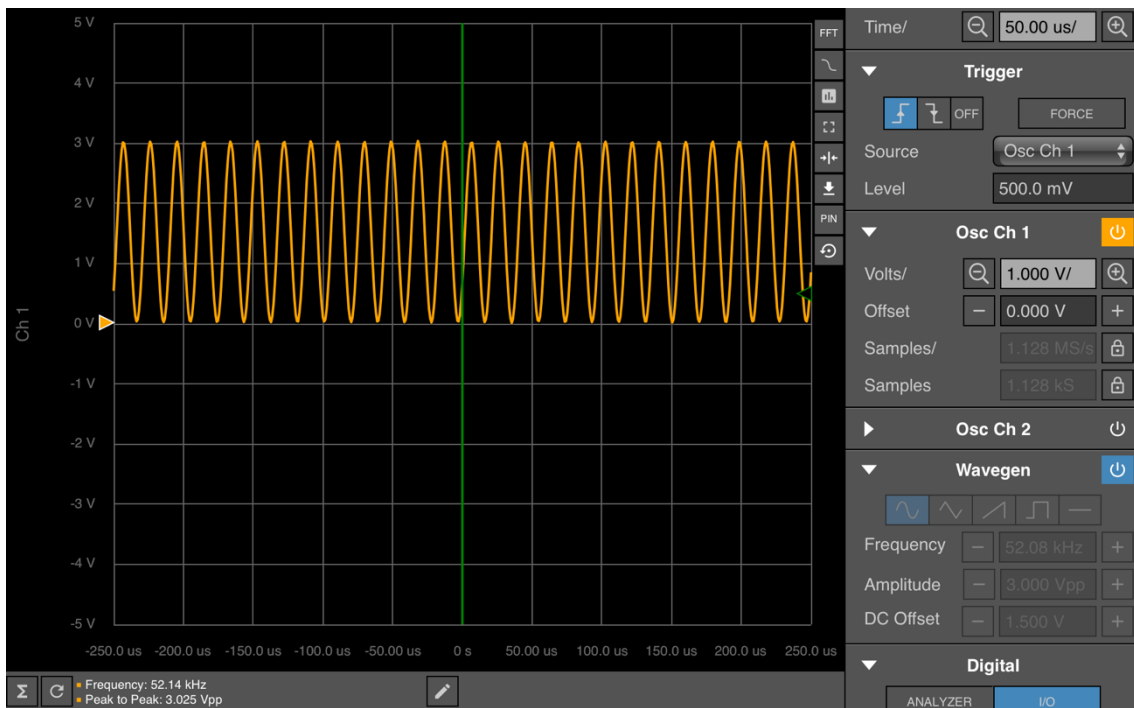 5 V
4 V
3 V
2 V
1 V
0 V
-1 V
-2 V
-3 V
-4 V
-5 V
Ch 1
-250.0 us -200.0 us -150.0 us -100.0 us -50.00 us 0 s 50.00 us 100.0 us 150.0 us 200.0 us 250.0 us
FFT
PIN
Σ
Frequency: 52.14 kHz
Peak to Peak: 3.025 Vpp
Time/ 50.00 us/
Trigger
OFF FORCE
Source Osc Ch 1
Level 500.0 mV
Osc Ch 1
Volts/ 1.000 V/
Offset − 0.000 V +
Samples/ 1.128 MS/s
Samples 1.128 kS
Osc Ch 2
Wavegen
Frequency − 52.08 kHz +
Amplitude − 3.000 Vpp +
DC Offset − 1.500 V +
Digital
ANALYZER I/O